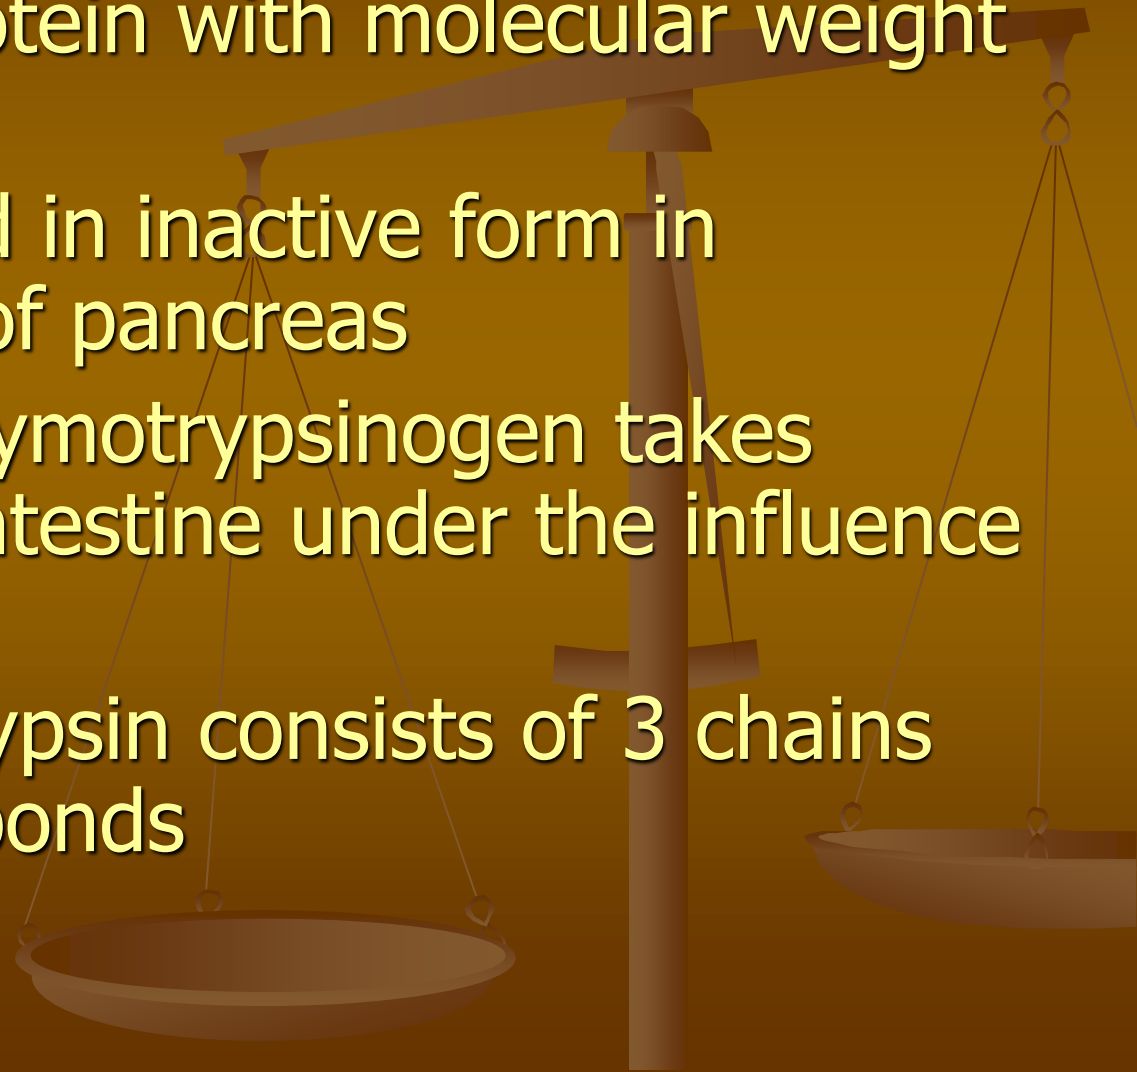 otein with molecular weight
d in inactive form in
of pancreas
ymotrypsinogen takes
ntestine under the influence
ypsin consists of 3 chains
bonds